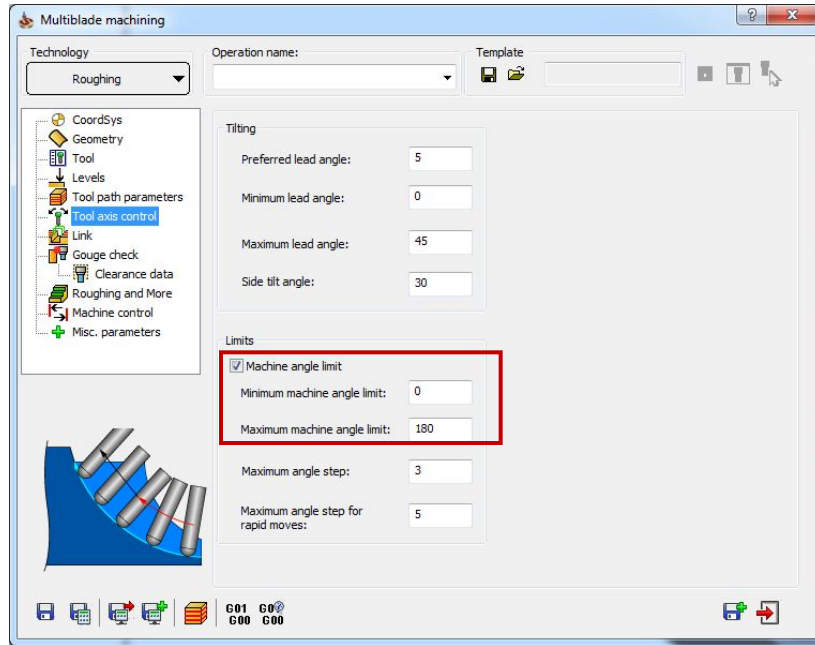 Multiblade machining
Technology
Operation name:
Template
Roughing
CoordSys
Geometry
Tool
Levels
Tool path parameters
Tool axis control
Link
Gouge check
Clearance data
Roughing and More
Machine control
Misc. parameters
Tilting
Preferred lead angle: 5
Minimum lead angle: 0
Maximum lead angle: 45
Side tilt angle: 30
Limits
Machine angle limit
Minimum machine angle limit: 0
Maximum machine angle limit: 180
Maximum angle step: 3
Maximum angle step for
rapid moves: 5
G01 G00
G00 G00